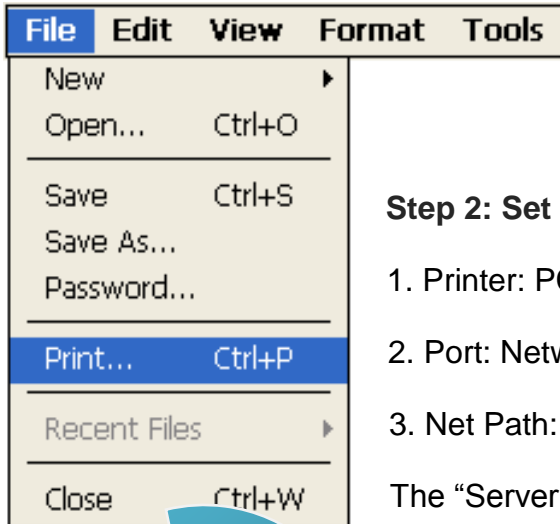 File Edit View Format Tools
New
Open... Ctrl+O
Save Ctrl+S
Save As...
Password...
Print... Ctrl+P
Recent Files
Close Ctrl+W
Step 2: Set
1. Printer:
2. Port:
3. Net Path:
The “Server